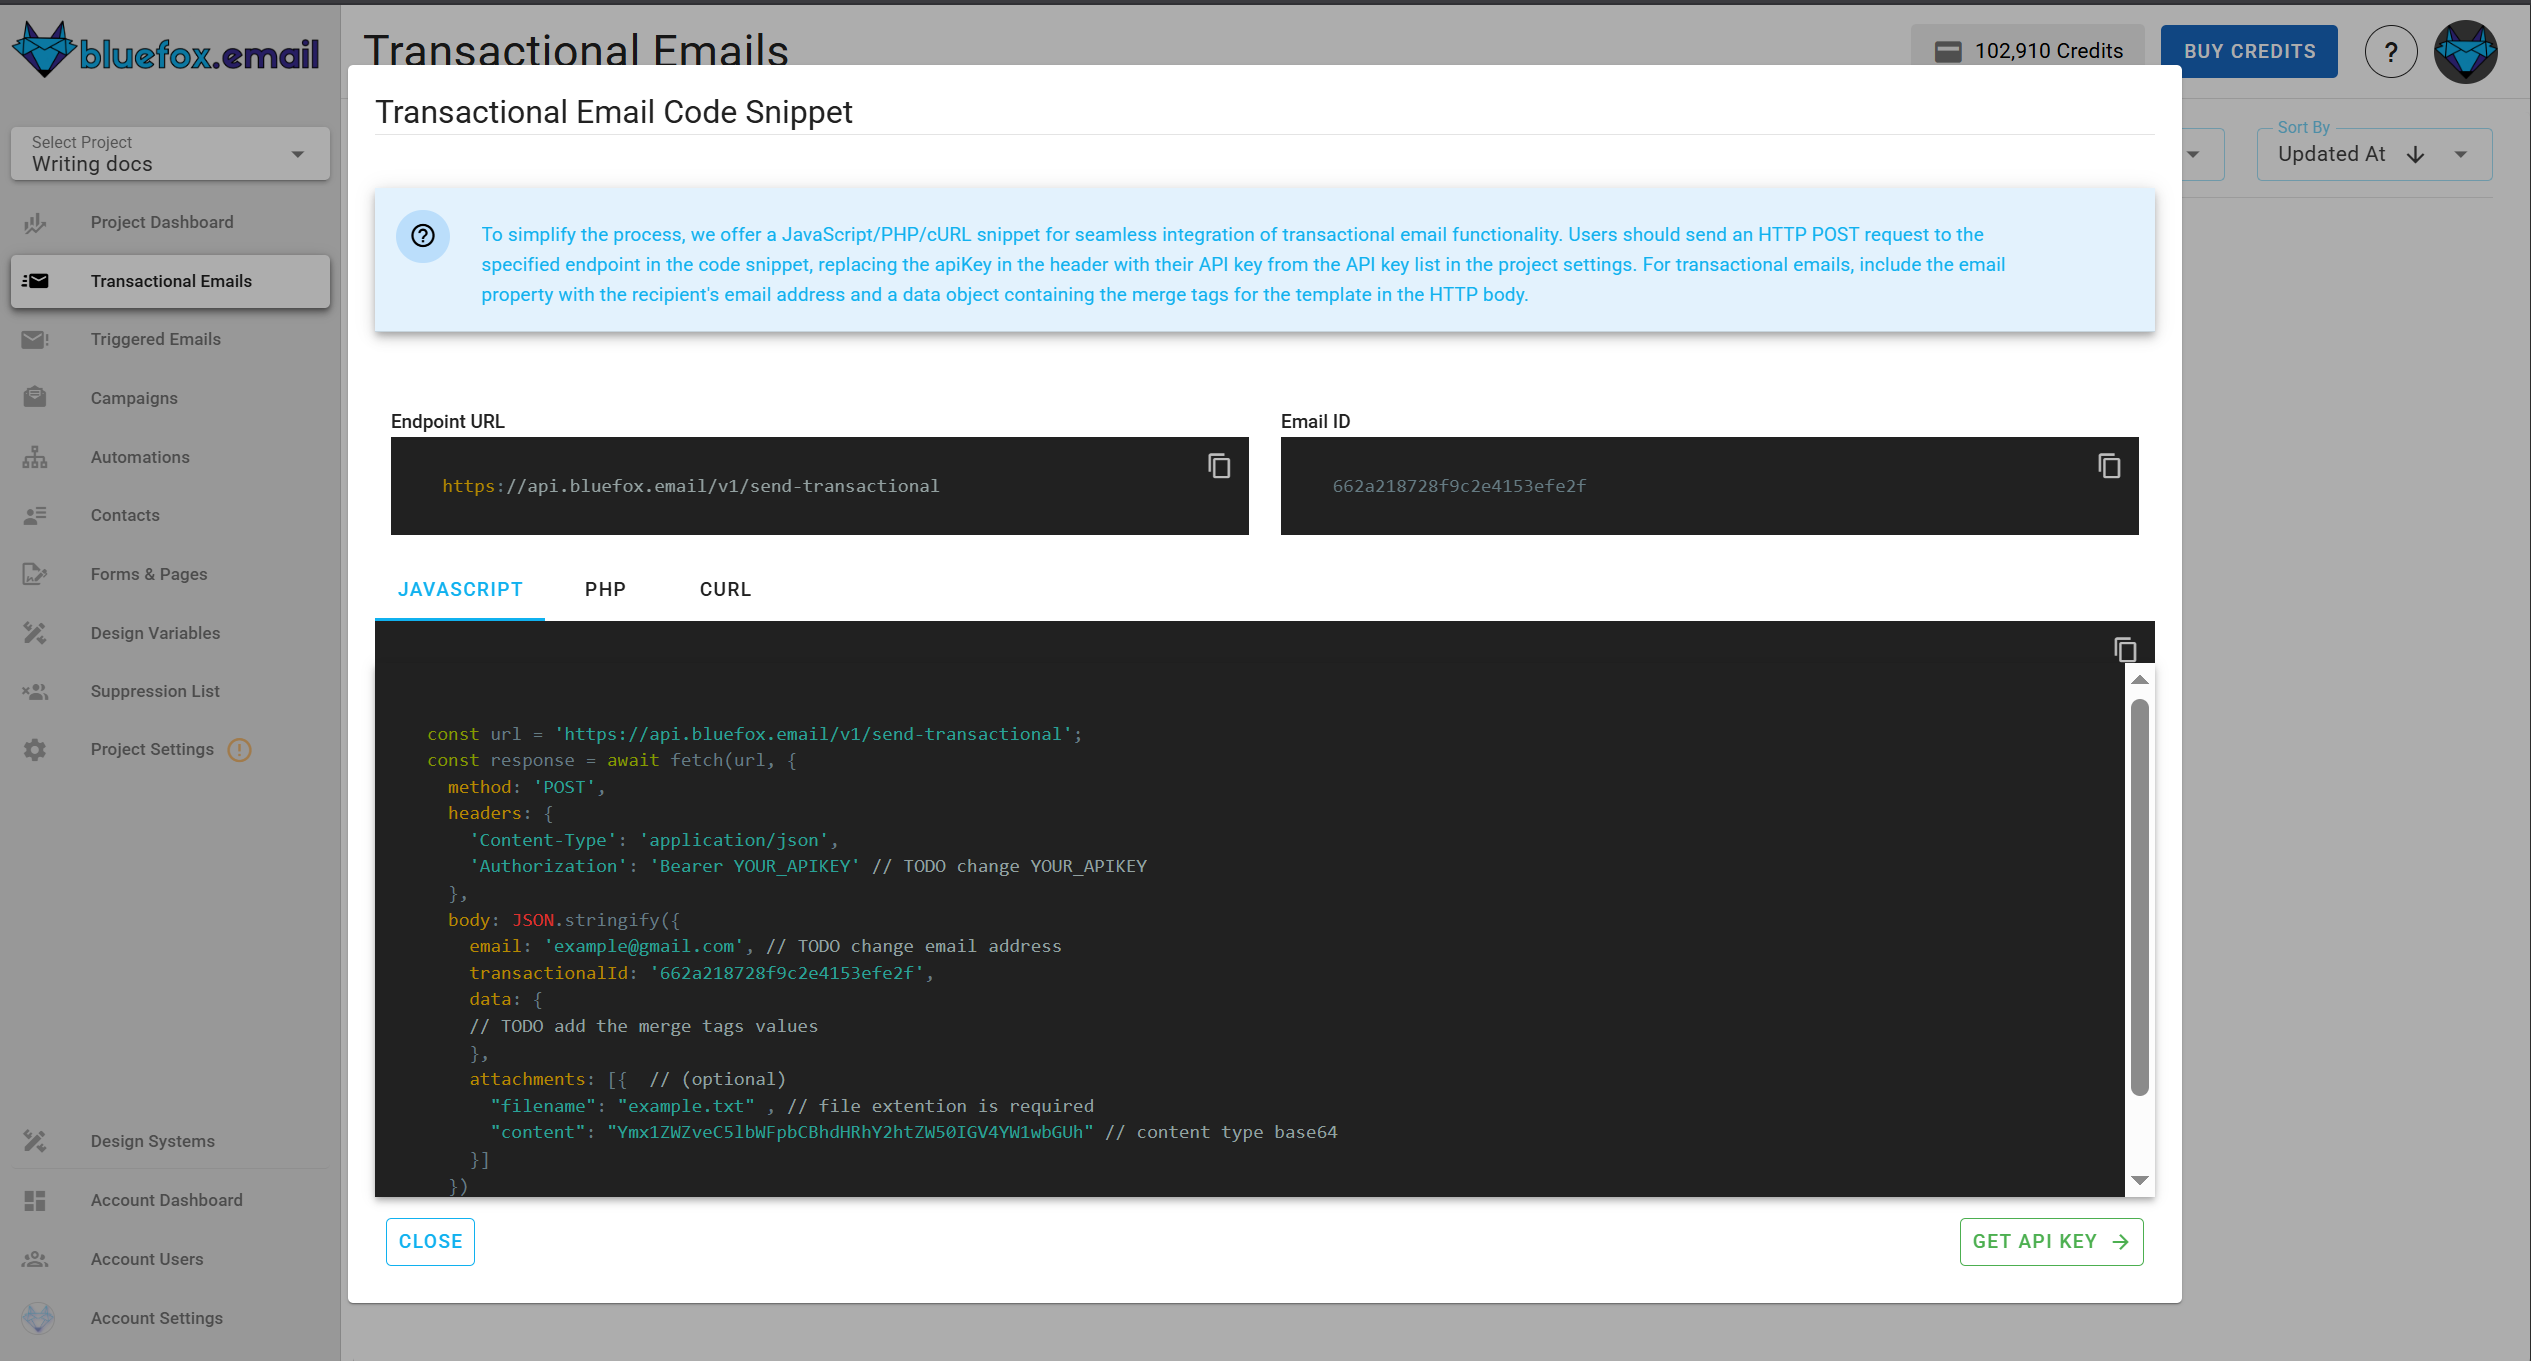 bluefox.email
Transactional Emails
102,910 Credits
BUY CREDITS
?
Select Project
Writing docs
Sort By
Updated At
Project Dashboard
Transactional Emails
Triggered Emails
Campaigns
Automations
Contacts
Forms & Pages
Design Variables
Suppression List
Project Settings
Design Systems
Account Dashboard
Account Users
Account Settings
Transactional Email Code Snippet
To simplify the process, we offer a JavaScript/PHP/cURL snippet for seamless integration of transactional email functionality. Users should send an HTTP POST request to the
specified endpoint in the code snippet, replacing the apiKey in the header with their API key from the API key list in the project settings. For transactional emails, include the email
property with the recipient's email address and a data object containing the merge tags for the template in the HTTP body.
Endpoint URL
https://api.bluefox.email/v1/send-transactional
Email ID
662a218728f9c2e4153efe2f
JAVASCRIPT PHP CURL
const url = 'https://api.bluefox.email/v1/send-transactional';
const response = await fetch(url, {
method: 'POST',
headers: {
'Content-Type': 'application/json',
'Authorization': 'Bearer YOUR_APIKEY' // TODO change YOUR_APIKEY
},
body: JSON.stringify({
email: 'example@gmail.com', // TODO change email address
transactionalId: '662a218728f9c2e4153efe2f',
data: {
// TODO add the merge tags values
},
attachments: [{  // (optional)
"filename": "example.txt" , // file extention is required
"content": "Ymx1ZWZveC5lbWFpbCBhdHRhY2htZW50IGV4YW1wbGUh" // content type base64
}]
})
CLOSE
GET API KEY